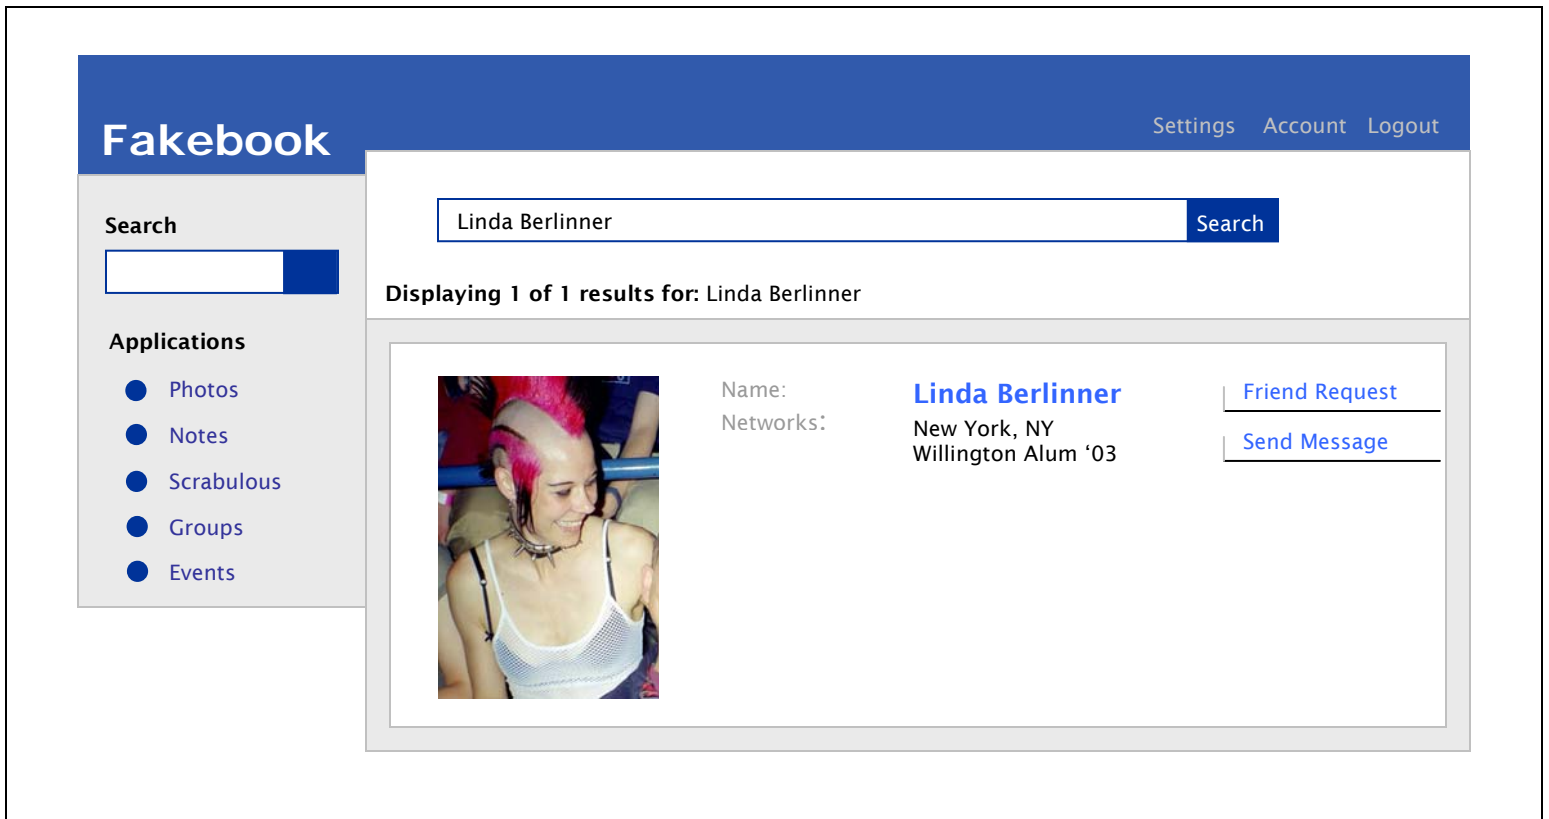 Fakebook
Settings Account Logout
Search
Linda Berlinner
Search
Displaying 1 of 1 results for: Linda Berlinner
Applications
Photos
Notes
Scrabulous
Groups
Events
Name: Linda Berlinner
Networks: New York, NY
Willington Alum ‘03
Friend Request
Send Message